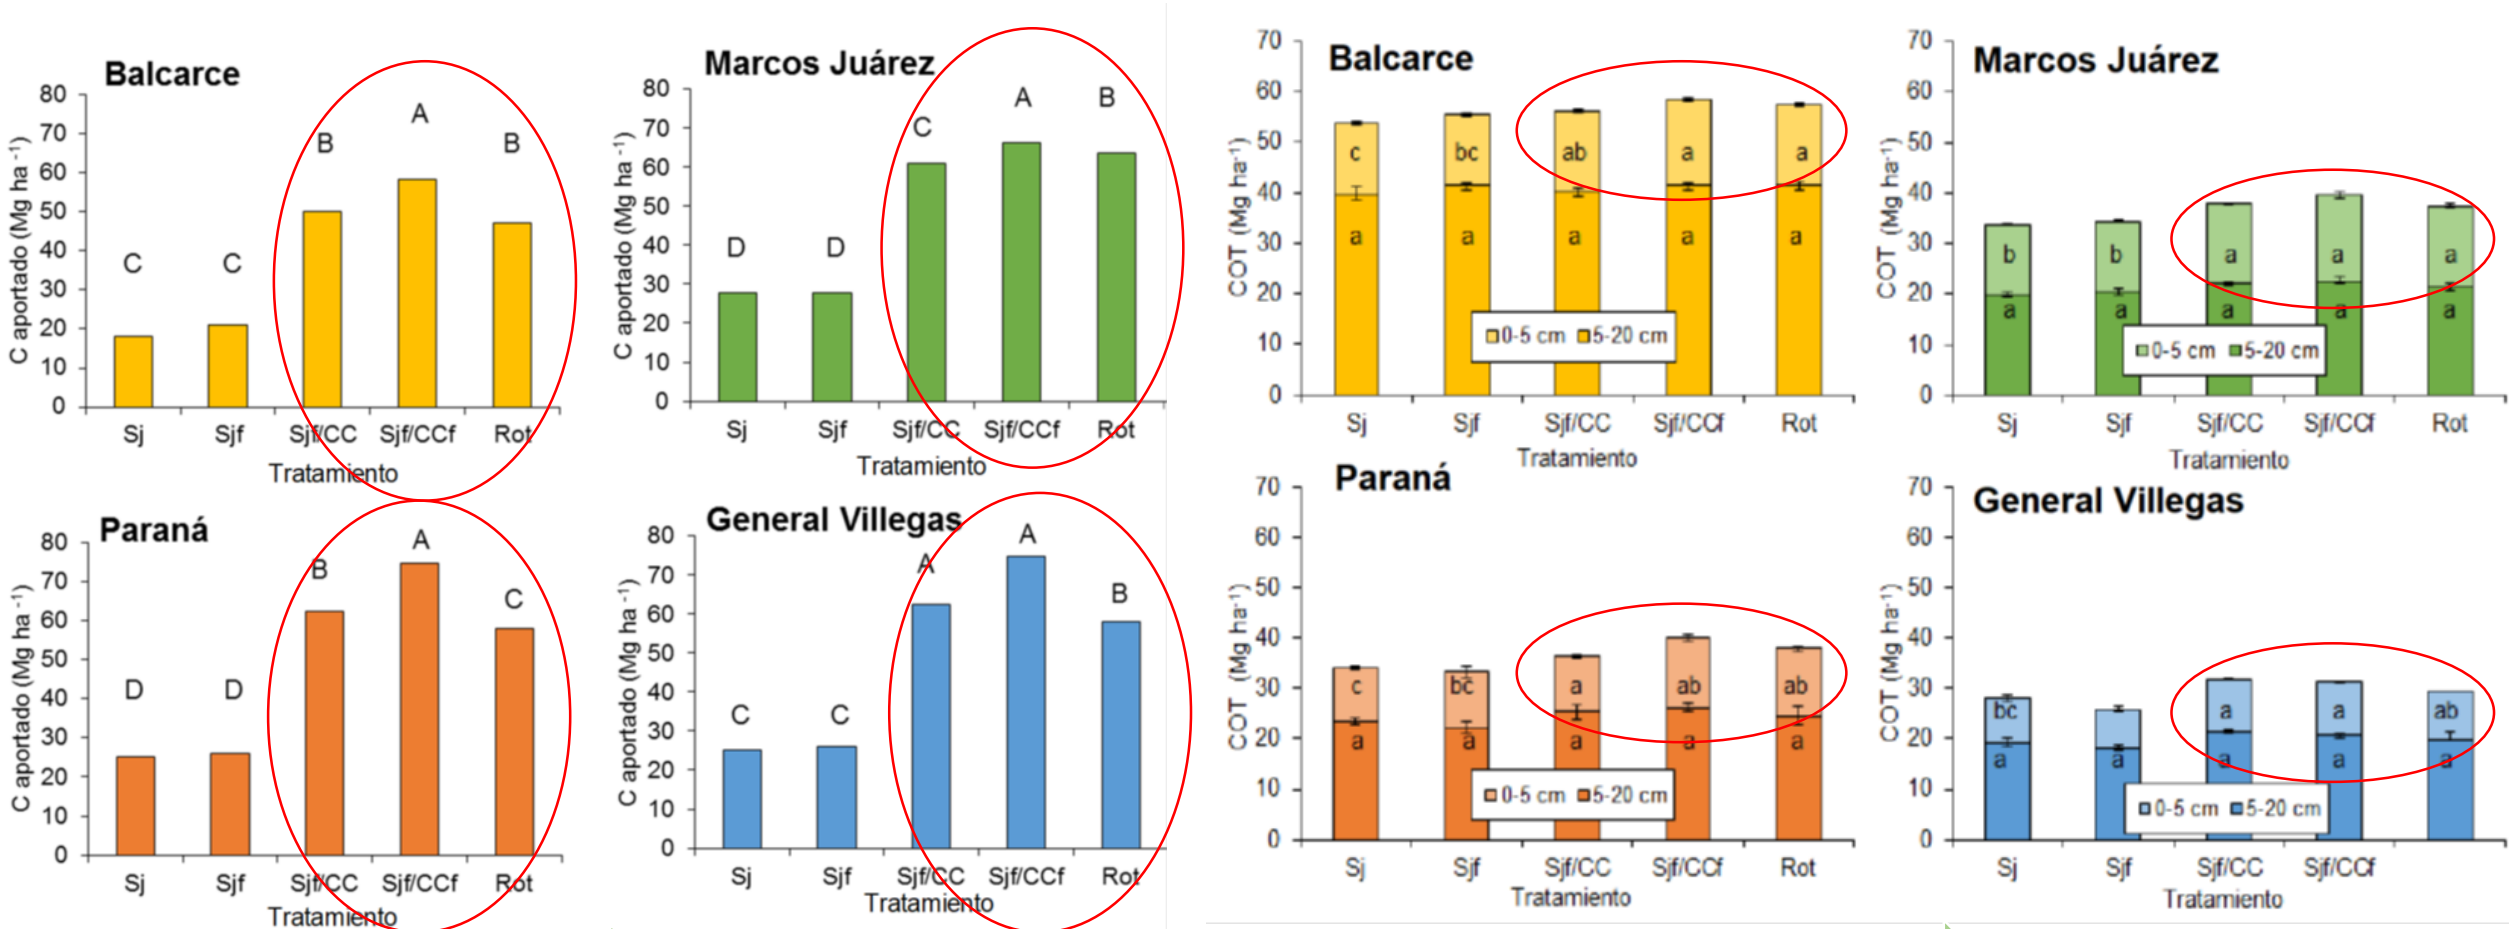 Balcarce
C aportado (Mg ha -1)
80
70
60
50
40
30
20
10
0
C
C
B
A
B
Sj
Sjf
Sjf/CC
Sjf/CCf
Rot
Tratamiento
Marcos Juárez
C aportado (Mg ha -1)
80
70
60
50
40
30
20
10
0
D
D
C
A
B
Sj
Sjf
Sjf/CC
Sjf/CCf
Rot
Tratamiento
Paraná
C aportado (Mg ha -1)
80
70
60
50
40
30
20
10
0
D
D
B
A
C
Sj
Sjf
Sjf/CC
Sjf/CCf
Rot
Tratamiento
General Villegas
C aportado (Mg ha -1)
80
70
60
50
40
30
20
10
0
C
C
A
A
B
Sj
Sjf
Sjf/CC
Sjf/CCf
Rot
Tratamiento
Balcarce
COT (Mg ha-1)
70
60
50
40
30
20
10
0
c bc ab a a
a a a a a
0-5 cm 5-20 cm
Sj
Sjf
Sjf/CC
Sjf/CCf
Rot
Tratamiento
Marcos Juárez
COT (Mg ha-1)
70
60
50
40
30
20
10
0
b b a a a
a a a a a
0-5 cm 5-20 cm
Sj
Sjf
Sjf/CC
Sjf/CCf
Rot
Tratamiento
Paraná
COT (Mg ha-1)
70
60
50
40
30
20
10
0
c bc a ab ab
a a a a a
0-5 cm 5-20 cm
Sj
Sjf
Sjf/CC
Sjf/CCf
Rot
Tratamiento
General Villegas
COT (Mg ha-1)
70
60
50
40
30
20
10
0
bc a a ab
a a a a a
0-5 cm 5-20 cm
Sj
Sjf
Sjf/CC
Sjf/CCf
Tratamiento